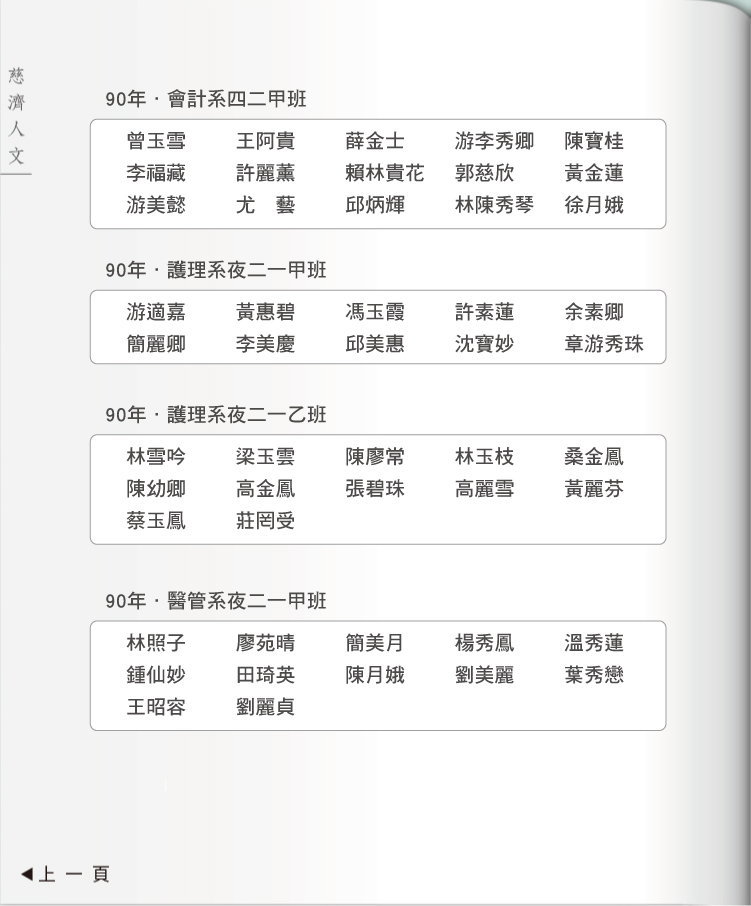 慈濟人文
90年．會計系四二甲班
曾玉雪 王阿貴 薛金士 游李秀卿 陳寶桂
李福藏 許麗薰 賴林貴花 郭慈欣 黃金蓮
游美懿 尤　藝 邱炳輝 林陳秀琴 徐月娥
90年．護理系夜二一甲班
游適嘉 黃惠碧 馮玉霞 許素蓮 余素卿
簡麗卿 李美慶 邱美惠 沈寶妙 章游秀珠
90年．護理系夜二一乙班
林雪吟 梁玉雲 陳廖常 林玉枝 桑金鳳
陳幼卿 高金鳳 張碧珠 高麗雪 黃麗芬
蔡玉鳳 莊罔受
90年．醫管系夜二一甲班
林照子 廖苑晴 簡美月 楊秀鳳 溫秀蓮
鍾仙妙 田琦英 陳月娥 劉美麗 葉秀戀
王昭容 劉麗貞
◀上一頁